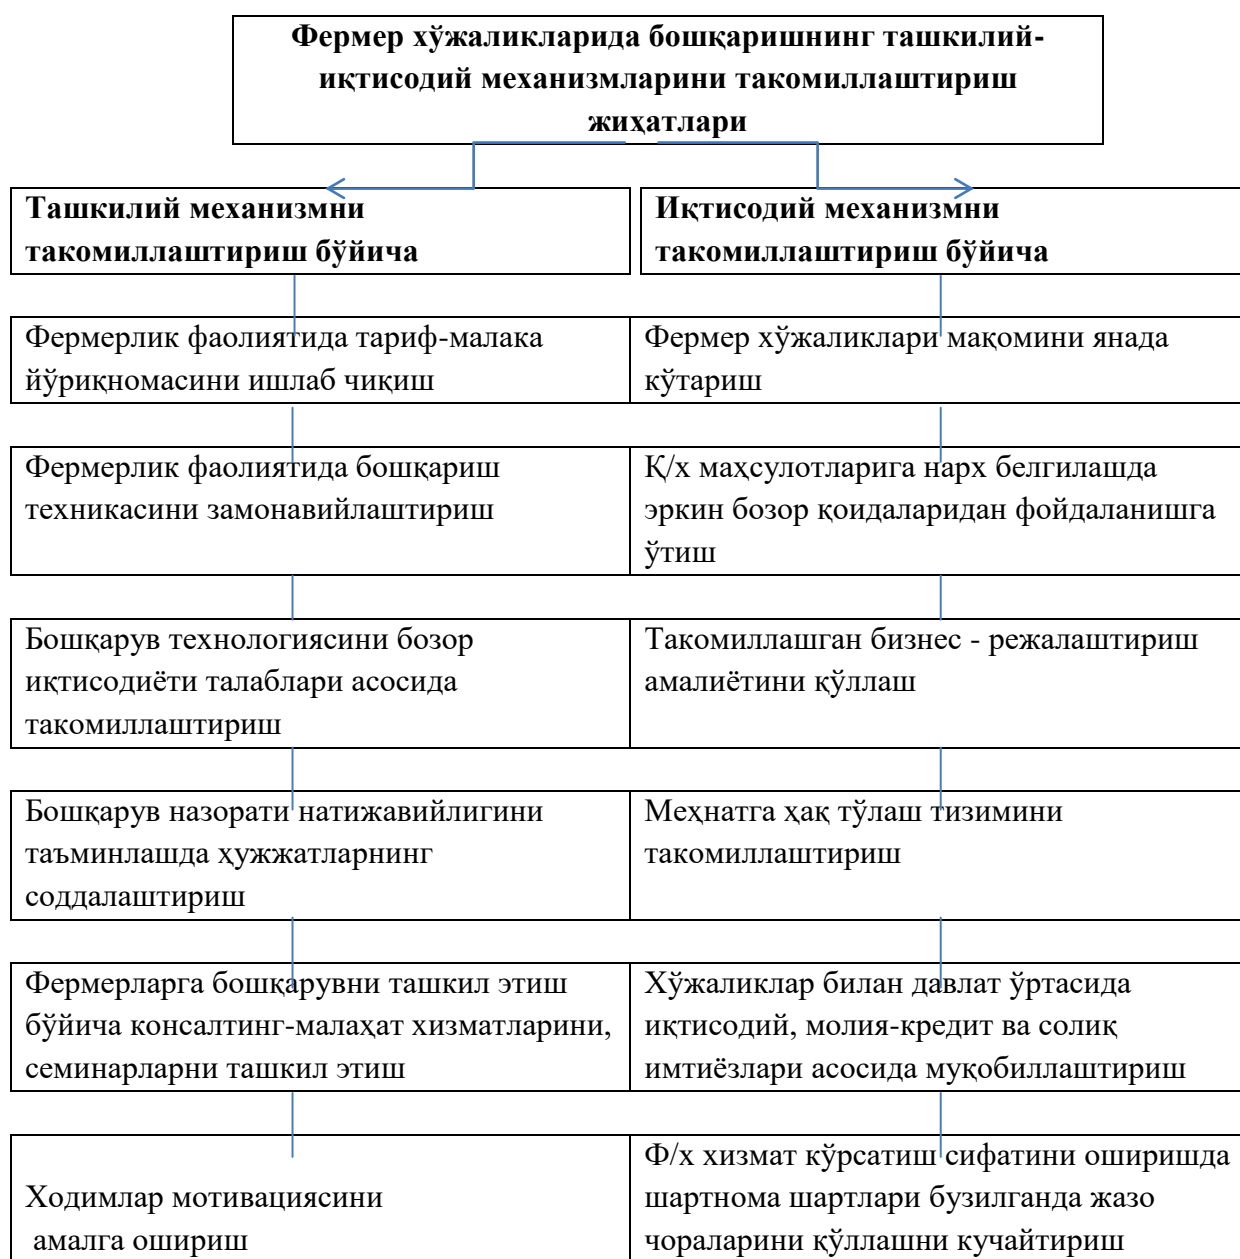 Фермер хўжаликларида бошқаришнинг ташкилий-
иқтисодий механизмларини такомиллаштириш
жиҳатлари
Ташкилий механизмни
такомиллаштириш бўйича
Иқтисодий механизмни
такомиллаштириш бўйича
Фермерлик фаолиятида тариф-малака
йўриқномасини ишлаб чиқиш
Фермер хўжаликлари мақомини янада
кўтариш
Фермерлик фаолиятида бошқариш
техникасини замонавийлаштириш
Қ/х маҳсулотларига нарх белгилашда
эркин бозор қоидаларидан фойдаланишга
ўтиш
Бошқарув технологиясини бозор
иқтисодиёти талаблари асосида
такомиллаштириш
Такомиллашган бизнес - режалаштириш
амалиётини қўллаш
Бошқарув назорати натижавийлигини
таъминлашда ҳужжатларнинг
соддалаштириш
Меҳнатга ҳақ тўлаш тизимини
такомиллаштириш
Фермерларга бошқарувни ташкил этиш
бўйича консалтинг-малаҳат хизматларини,
семинарларни ташкил этиш
Хўжаликлар билан давлат ўртасида
иқтисодий, молия-кредит ва солиқ
имтиёзлари асосида муқобиллаштириш
Ходимлар мотивациясини
амалга ошириш
Ф/х хизмат кўрсатиш сифатини оширишда
шартнома шартлари бузилганда жазо
чораларини қўллашни кучайтириш